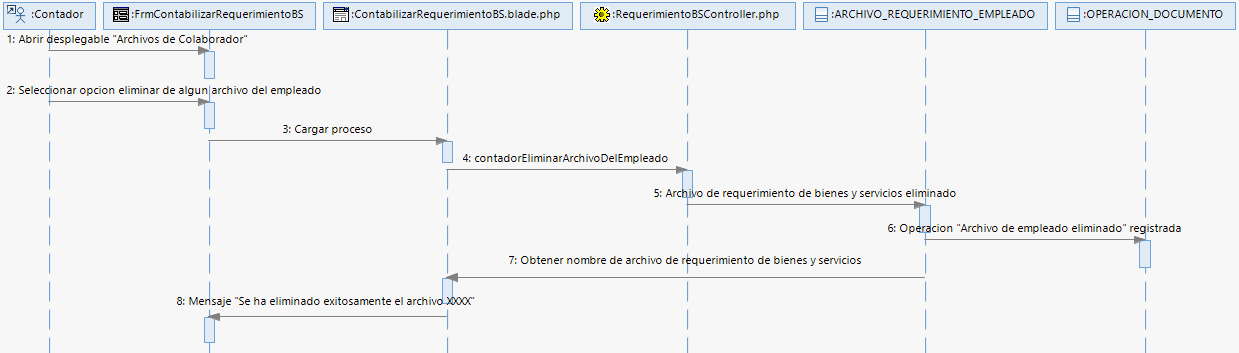 :Contador
:FrmContabilizarRequerimientoBS
:ContabilizarRequerimientoBS.blade.php
:RequerimientoBSController.php
:ARCHIVO_REQUERIMIENTO_EMPLEADO
:OPERACION_DOCUMENTO
1: Abrir desplegable "Archivos de Colaborador"
2: Seleccionar opcion eliminar de algun archivo del empleado
3: Cargar proceso
4: contadorEliminarArchivoDelEmpleado
5: Archivo de requerimiento de bienes y servicios eliminado
6: Operacion "Archivo de empleado eliminado" registrada
7: Obtener nombre de archivo de requerimiento de bienes y servicios
8: Mensaje "Se ha eliminado exitosamente el archivo XXXX"